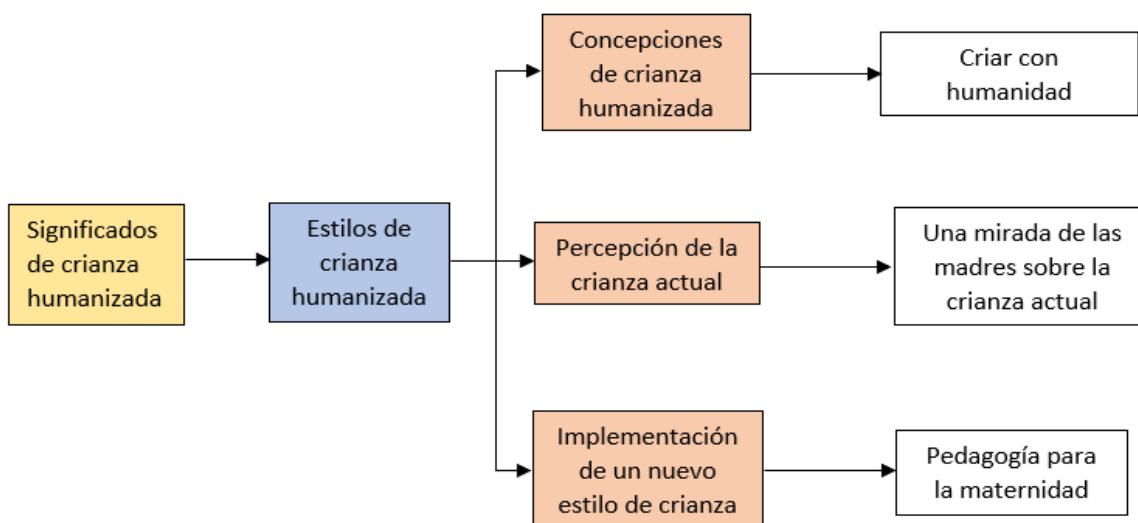 Significados
de crianza
humanizada
Estilos de
crianza
humanizada
Concepciones
de crianza
humanizada
Criar con
humanidad
Percepción de la
crianza actual
Una mirada de las
madres sobre la
crianza actual
Implementación
de un nuevo
estilo de crianza
Pedagogía para
la maternidad